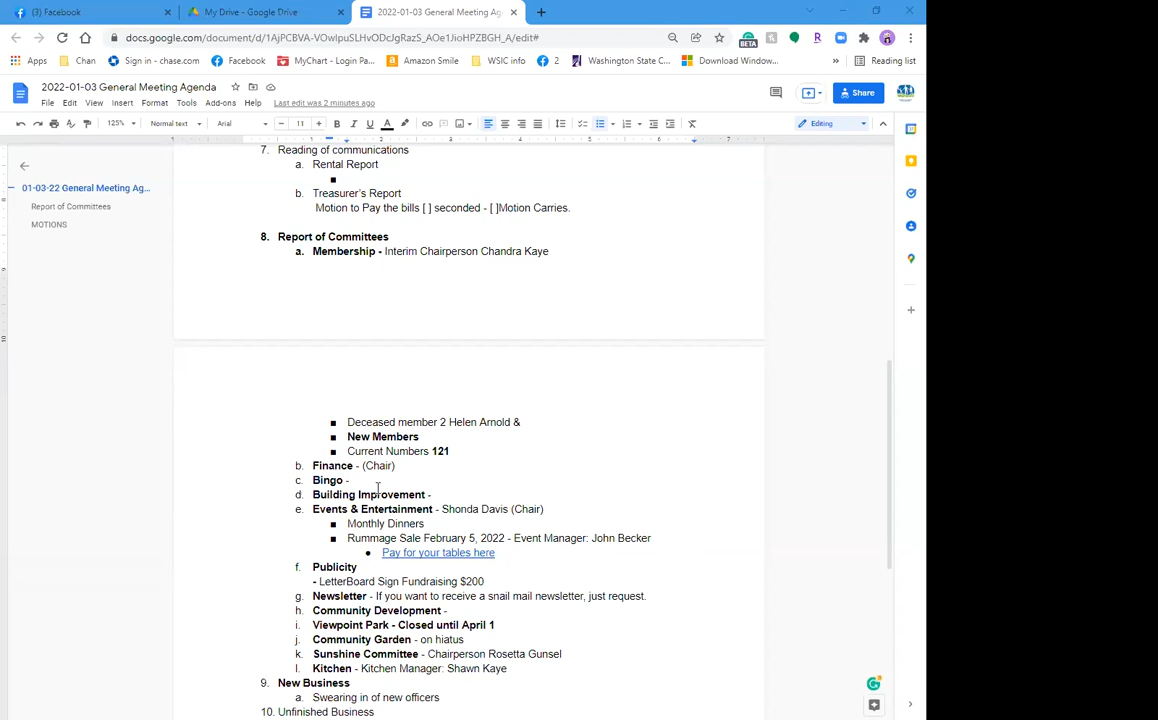 (3) Facebook
My Drive - Google Drive
2022-01-03 General Meeting Age
docs.google.com/document/d/1AjPCBVA-VOwlpuSLHvODcJgRazS_AOe1JioHPZBGH_A/edit#
BETA
Apps
Chan
Sign in - chase.com
Facebook
MyChart - Login Pa...
Amazon Smile
WSIC info
2
Washington State C...
Download Window...
Reading list
2022-01-03 General Meeting Agenda
File Edit View Insert Format Tools Add-ons Help Last edit was 2 minutes ago
Share
125% Normal text Arial 11 B I U A
Editing
01-03-22 General Meeting Ag...
Report of Committees
MOTIONS
7. Reading of communications
a. Rental Report
b. Treasurer's Report
Motion to Pay the bills [ ] seconded - [ ]Motion Carries.
8. Report of Committees
a. Membership - Interim Chairperson Chandra Kaye
Deceased member 2 Helen Arnold &
New Members
Current Numbers 121
b. Finance - (Chair)
c. Bingo -
d. Building Improvement -
e. Events & Entertainment - Shonda Davis (Chair)
Monthly Dinners
Rummage Sale February 5, 2022 - Event Manager: John Becker
Pay for your tables here
f. Publicity
- LetterBoard Sign Fundraising $200
g. Newsletter - If you want to receive a snail mail newsletter, just request.
h. Community Development -
i. Viewpoint Park - Closed until April 1
j. Community Garden - on hiatus
k. Sunshine Committee - Chairperson Rosetta Gunsel
l. Kitchen - Kitchen Manager: Shawn Kaye
9. New Business
a. Swearing in of new officers
10. Unfinished Business